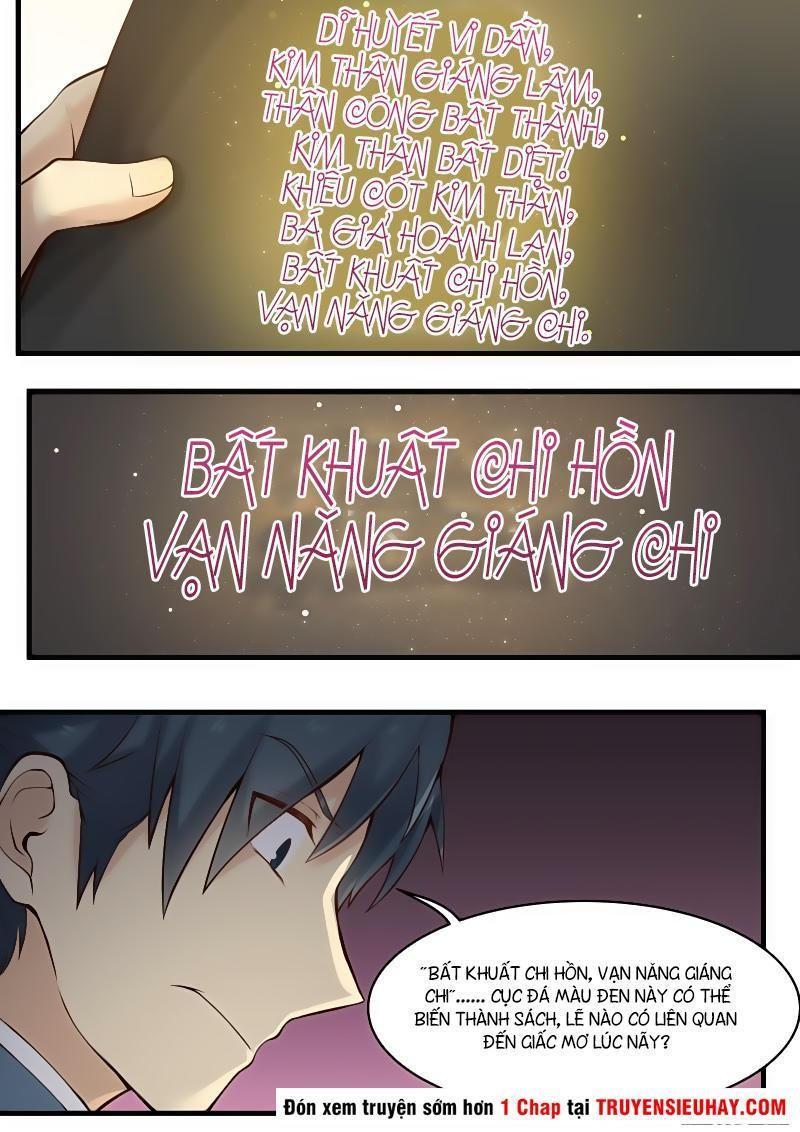 DĨ HUYẾT VI DẪN,
KIM THÂN GIÁNG LÂM,
THẦN CÔNG BẤT THÀNH,
KIM THÂN BẤT DIỆT!
KHIẾU CỐT KIM THÂN,
BÁ GIẢ HOÀNH LAN,
BẤT KHUẤT CHI HỒN,
VẠN NĂNG GIÁNG CHI.
BẤT KHUẤT CHI HỒN
VẠN NĂNG GIÁNG CHI
"BẤT KHUẤT CHI HỒN, VẠN NĂNG GIÁNG
CHI"...... CỤC ĐÁ MÀU ĐEN NÀY CÓ THỂ
BIẾN THÀNH SÁCH, LẼ NÀO CÓ LIÊN QUAN
ĐẾN GIẤC MƠ LÚC NÃY?
Đón xem truyện sớm hơn 1 Chap tại TRUYENSIEUHAY.COM